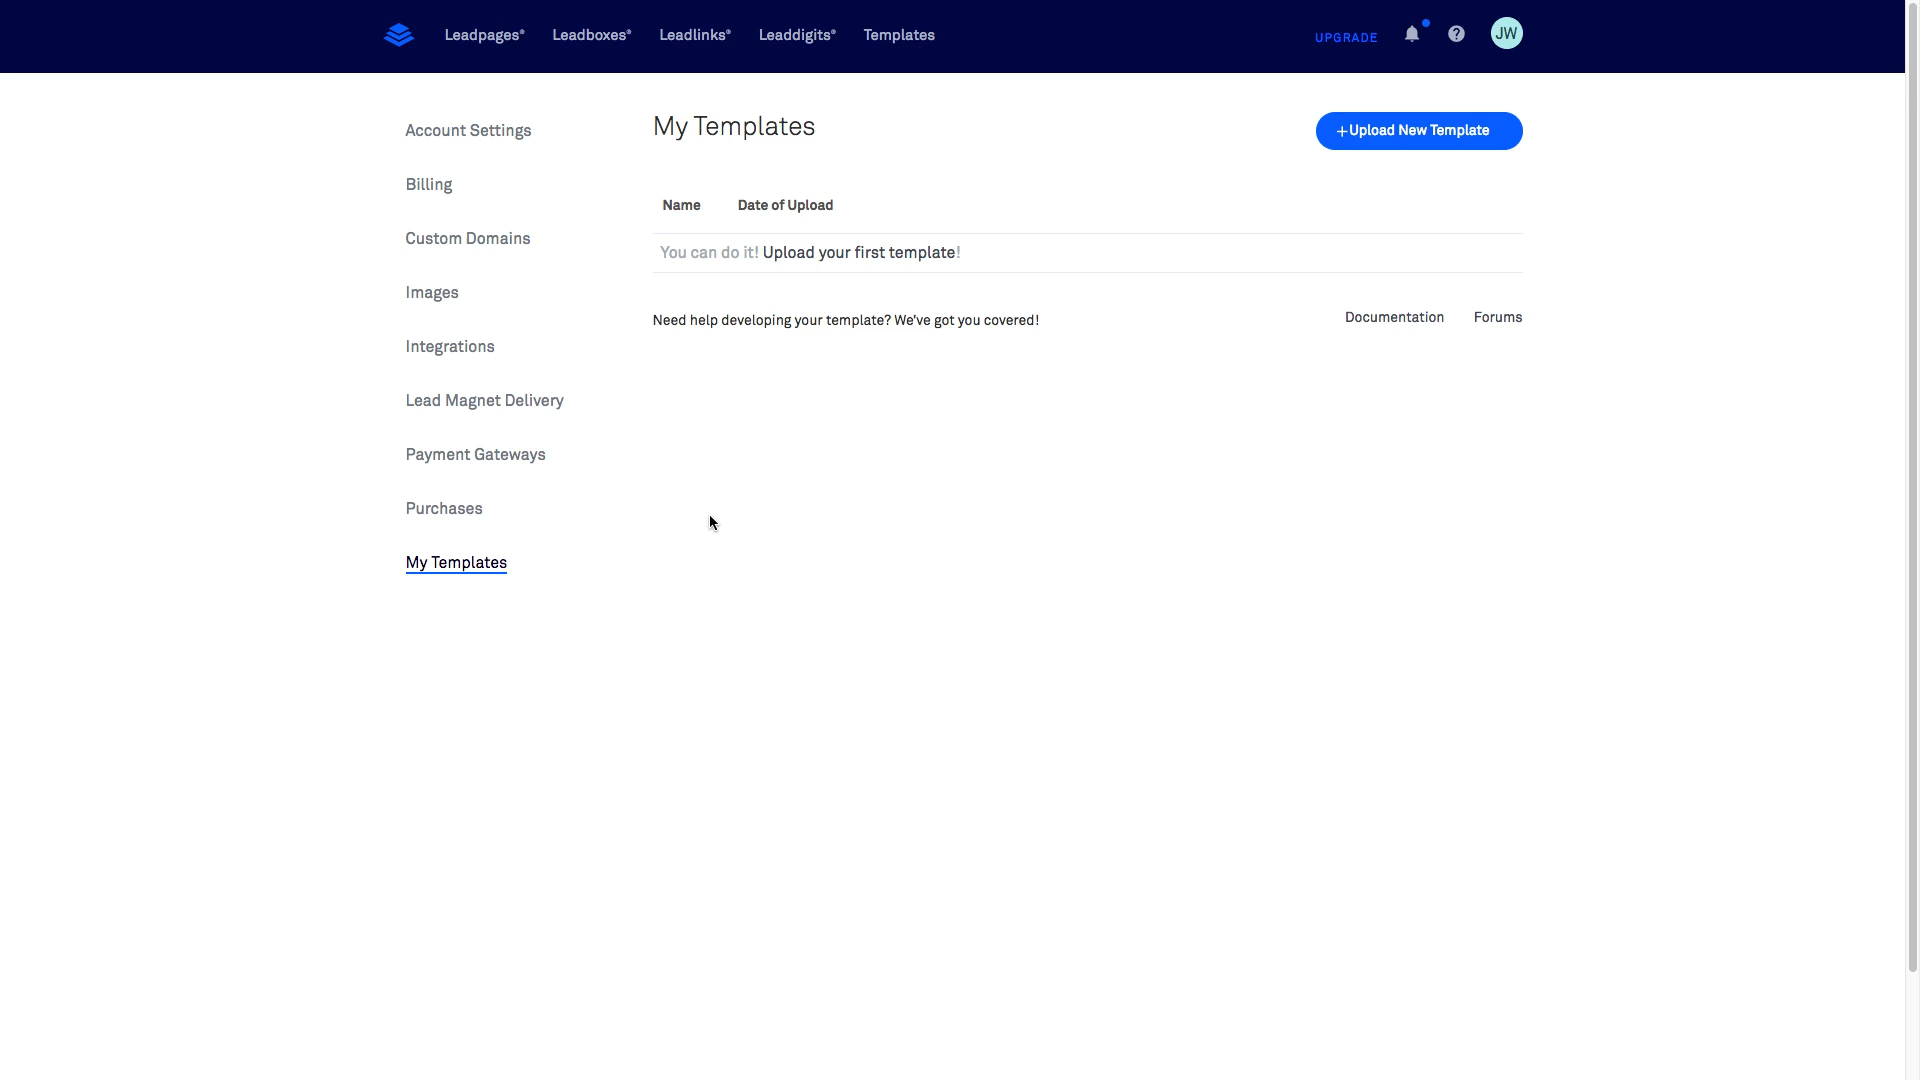 Leadpages® Leadboxes® Leadlinks® Leaddigits® Templates UPGRADE ? JW
Account Settings
Billing
Custom Domains
Images
Integrations
Lead Magnet Delivery
Payment Gateways
Purchases
My Templates
My Templates
+Upload New Template
Name Date of Upload
You can do it! Upload your first template!
Need help developing your template? We've got you covered!
Documentation Forums